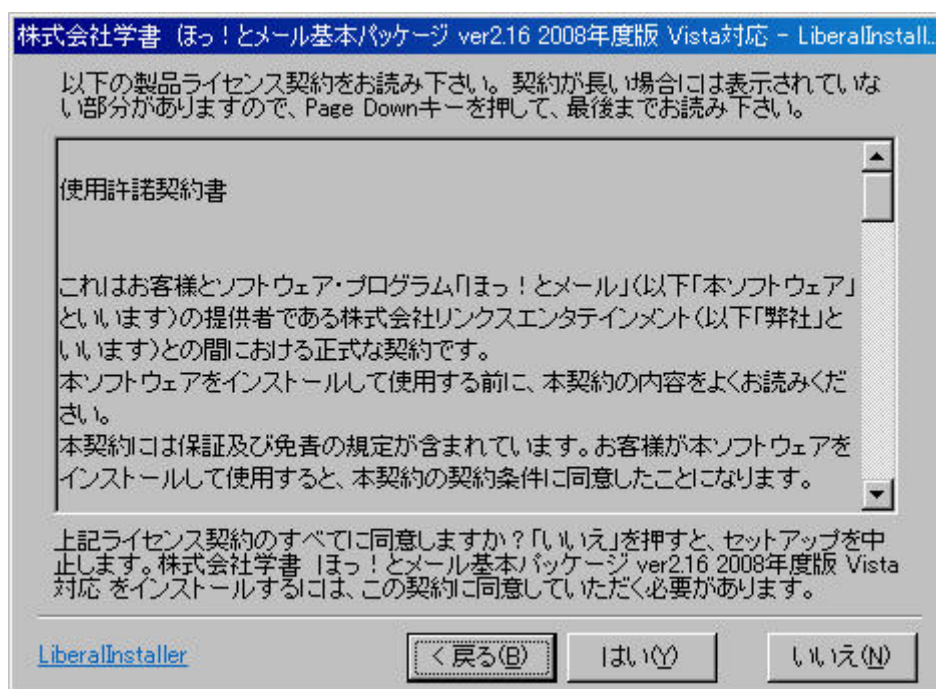 株式会社学書 ほっ！とメール基本パッケージ ver2.16 2008年度版 Vista対応 - LiberalInstall...
以下の製品ライセンス契約をお読み下さい。契約が長い場合には表示されていな
い部分がありますので、Page Downキーを押して、最後までお読み下さい。
使用許諾契約書
これはお客様とソフトウェア・プログラム「ほっ！とメール」（以下「本ソフトウェア」
といいます）の提供者である株式会社リンクスエンタテインメント（以下「弊社」と
いいます）との間における正式な契約です。
本ソフトウェアをインストールして使用する前に、本契約の内容をよくお読みくだ
さい。
本契約には保証及び免責の規定が含まれています。お客様が本ソフトウェアを
インストールして使用すると、本契約の契約条件に同意したことになります。
上記ライセンス契約のすべてに同意しますか？「いいえ」を押すと、セットアップを中
止します。株式会社学書 ほっ！とメール基本パッケージ ver2.16 2008年度版 Vista
対応 をインストールするには、この契約に同意していただく必要があります。
LiberalInstaller
＜戻る(B)
はい(Y)
いいえ(N)